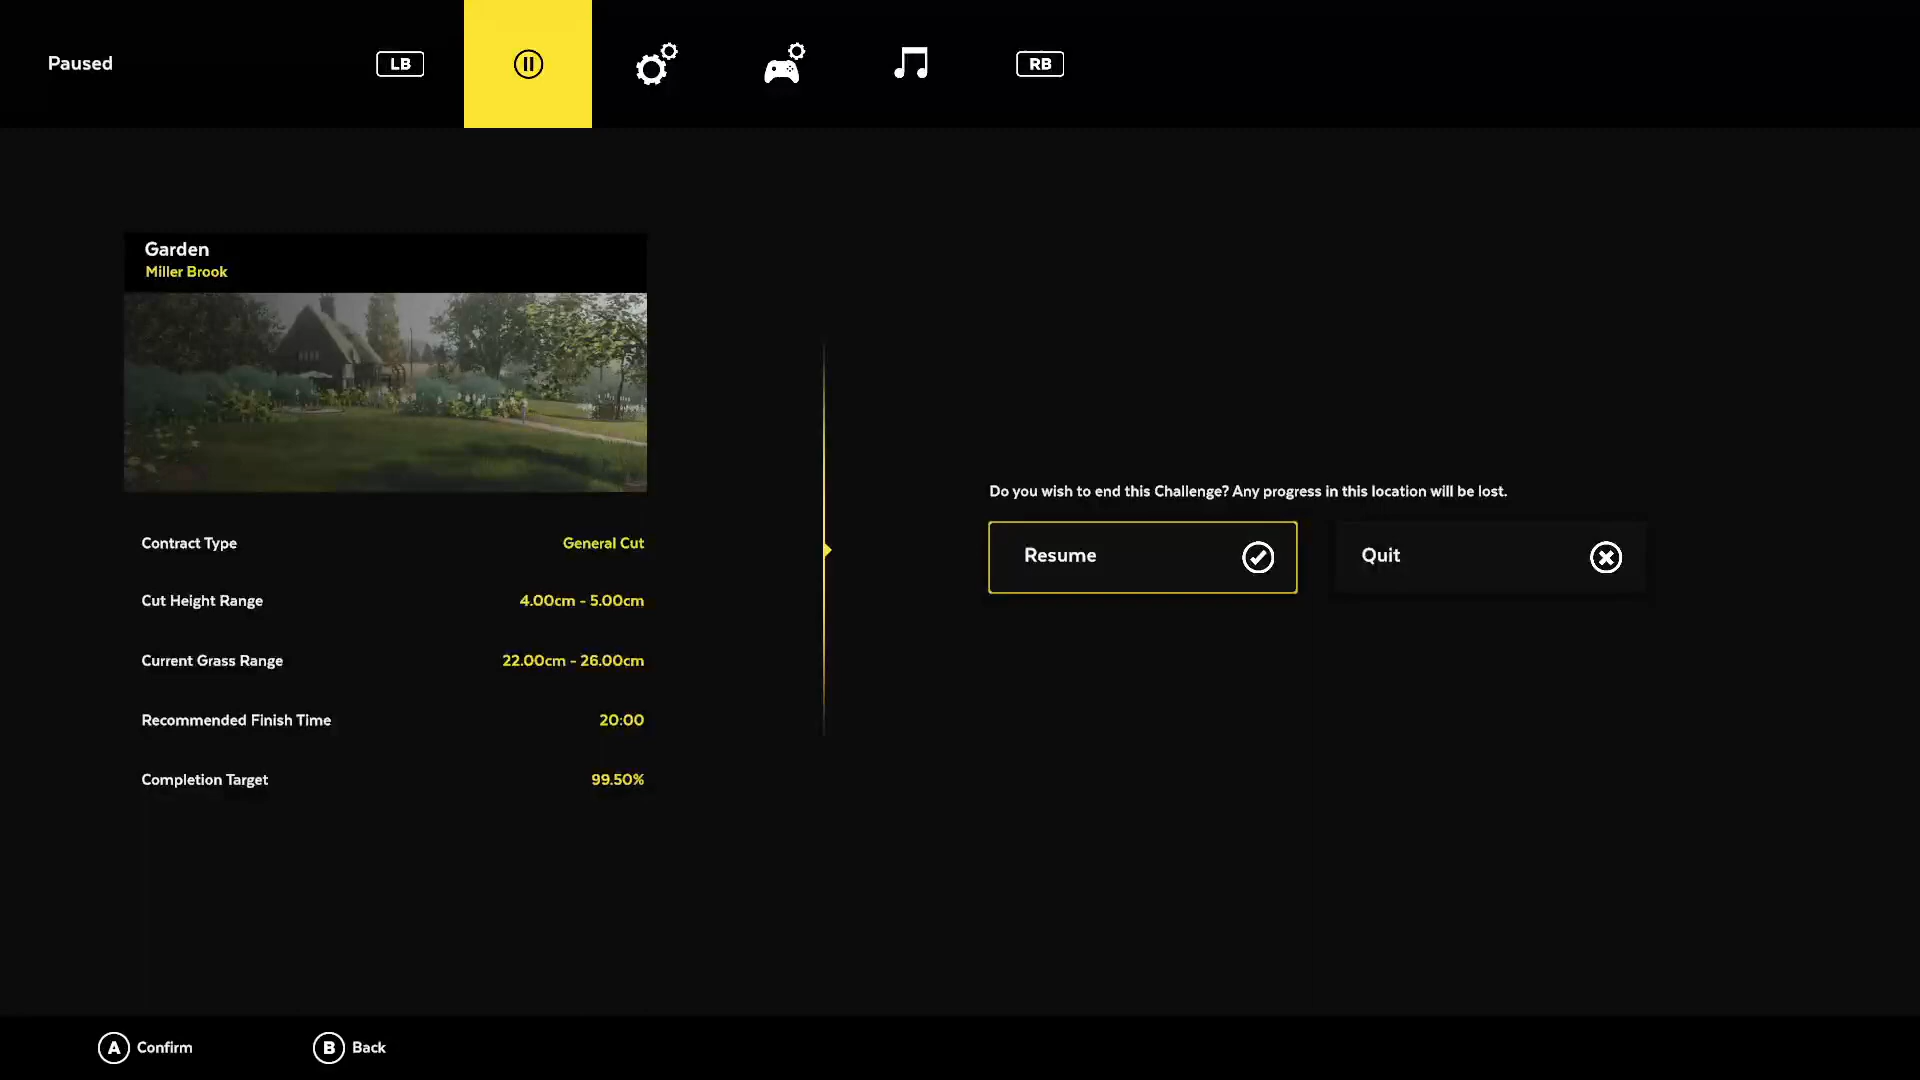 Paused
LB
RB
Garden
Miller Brook
Contract Type General Cut
Cut Height Range 4.00cm - 5.00cm
Current Grass Range 22.00cm - 26.00cm
Recommended Finish Time 20:00
Completion Target 99.50%
Do you wish to end this Challenge? Any progress in this location will be lost.
Resume
Quit
A Confirm
B Back